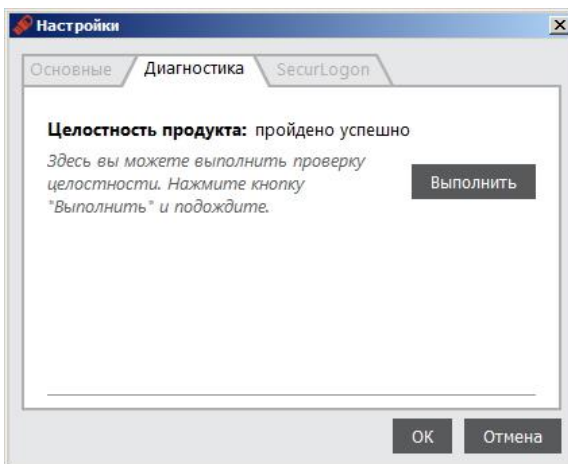 Настройки
Основные Диагностика SecurLogon
Целостность продукта: пройдено успешно
Здесь вы можете выполнить проверку
целостности. Нажмите кнопку
"Выполнить" и подождите.
Выполнить
ОК Отмена